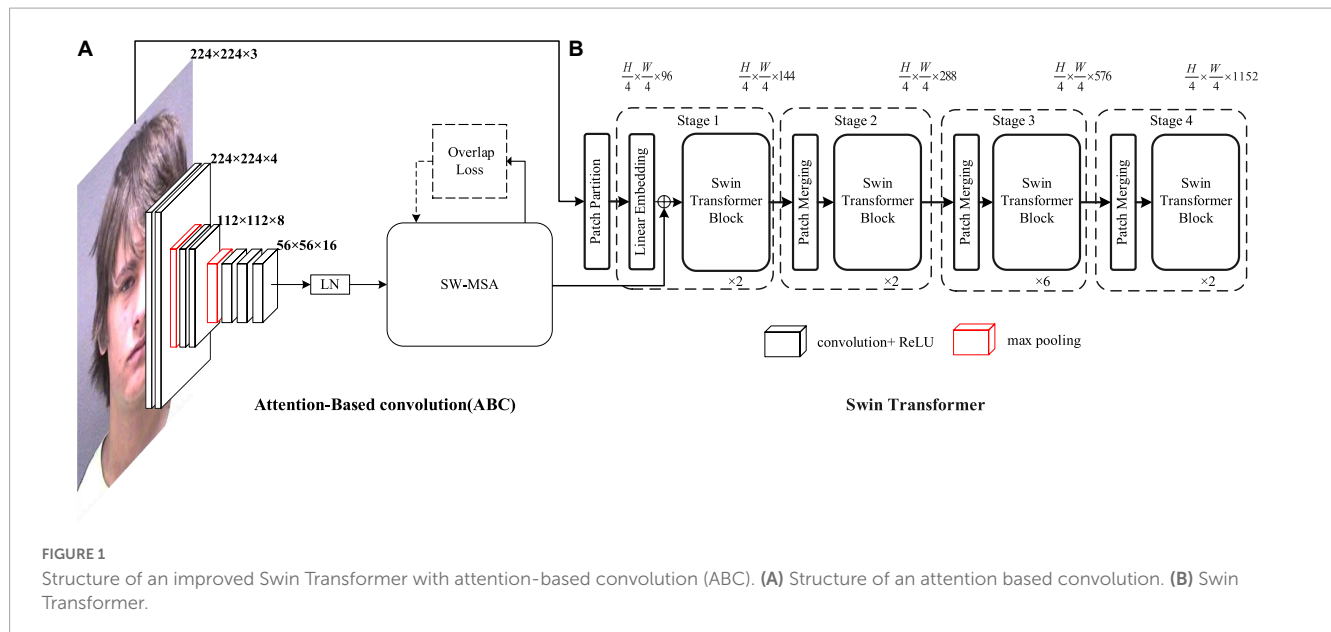 A
B
224×224×3
H/4×W/4×96
H/4×W/4×144
H/4×W/4×288
H/4×W/4×576
H/4×W/4×1152
224×224×4
112×112×8
56×56×16
LN
Overlap
Loss
SW-MSA
Patch Partition
Stage 1
Linear Embedding
Swin
Transformer
Block
×2
Stage 2
Patch Merging
Swin
Transformer
Block
×2
Stage 3
Patch Merging
Swin
Transformer
Block
×6
Stage 4
Patch Merging
Swin
Transformer
Block
×2
convolution+ ReLU
max pooling
Attention-Based convolution(ABC)
Swin Transformer
FIGURE 1
Structure of an improved Swin Transformer with attention-based convolution (ABC). (A) Structure of an attention based convolution. (B) Swin
Transformer.